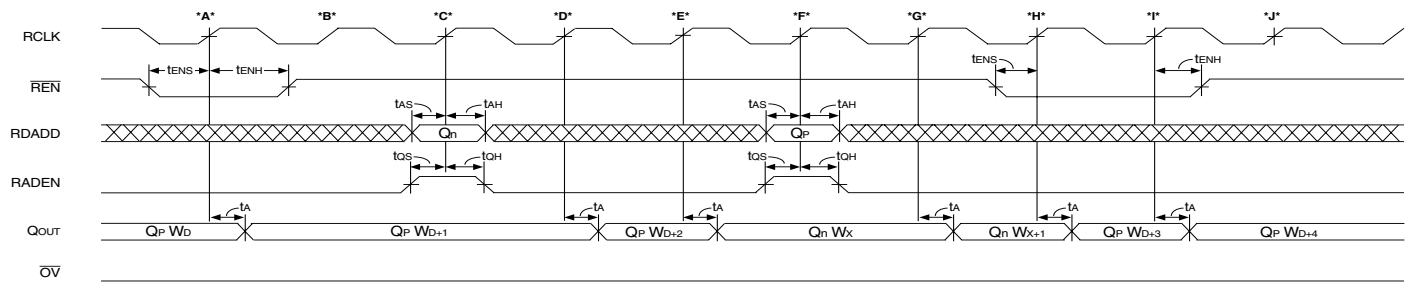 *A* *B* *C* *D* *E* *F* *G* *H* *I* *J*
RCLK
tENS tENH tENS tENH
REN
tAS tAH tAS tAH
RDADD Qn QP
tQS tQH tQS tQH
RADEN
tA tA tA tA tA tA
QOUT QP WD QP WD+1 QP WD+2 Qn WX Qn WX+1 QP WD+3 QP WD+4
OV